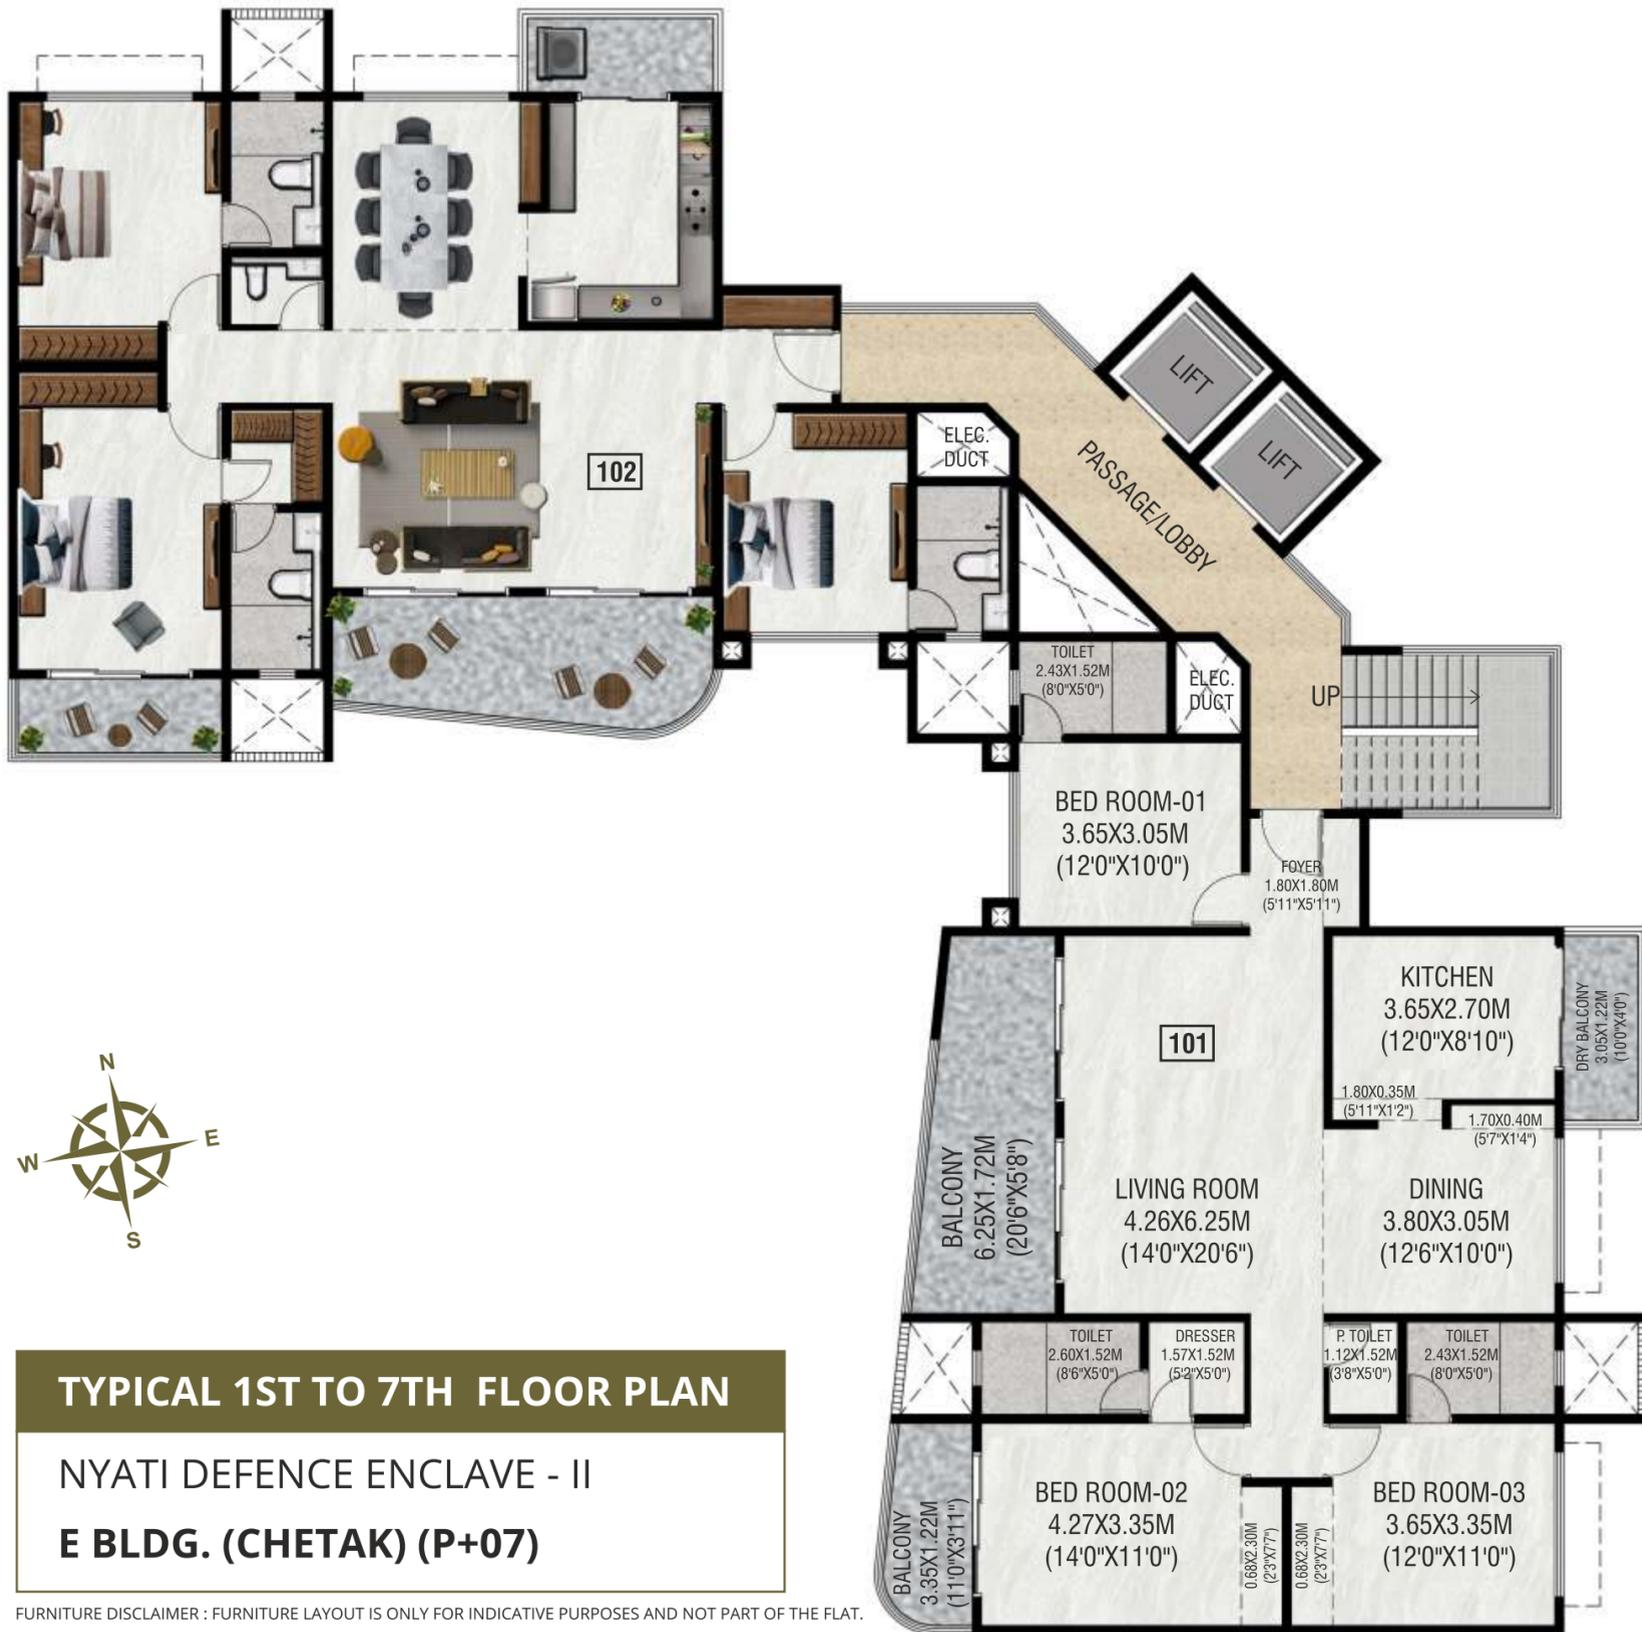 LIFT
LIFT
ELEC.
DUCT
PASSAGE/LOBBY
102
TOILET
2.43X1.52M
(8'0"X5'0")
ELEC.
DUCT
UP
BED ROOM-01
3.65X3.05M
(12'0"X10'0")
FOYER
1.80X1.80M
(5'11"X5'11")
KITCHEN
3.65X2.70M
(12'0"X8'10")
DRY BALCONY
3.05X1.22M
(10'0"X4'0")
101
1.80X0.35M
(5'11"X1'2")
1.70X0.40M
(5'7"X1'4")
BALCONY
6.25X1.72M
(20'6"X5'8")
LIVING ROOM
4.26X6.25M
(14'0"X20'6")
DINING
3.80X3.05M
(12'6"X10'0")
N
E
W
S
TOILET
2.60X1.52M
(8'6"X5'0")
DRESSER
1.57X1.52M
(5'2"X5'0")
P. TOILET
1.12X1.52M
(3'8"X5'0")
TOILET
2.43X1.52M
(8'0"X5'0")
BALCONY
3.35X1.22M
(11'0"X3'11")
BED ROOM-02
4.27X3.35M
(14'0"X11'0")
0.68X2.30M
(2'3"X7'7")
0.68X2.30M
(2'3"X7'7")
BED ROOM-03
3.65X3.35M
(12'0"X11'0")
TYPICAL 1ST TO 7TH FLOOR PLAN
NYATI DEFENCE ENCLAVE - II
E BLDG. (CHETAK) (P+07)
FURNITURE DISCLAIMER : FURNITURE LAYOUT IS ONLY FOR INDICATIVE PURPOSES AND NOT PART OF THE FLAT.